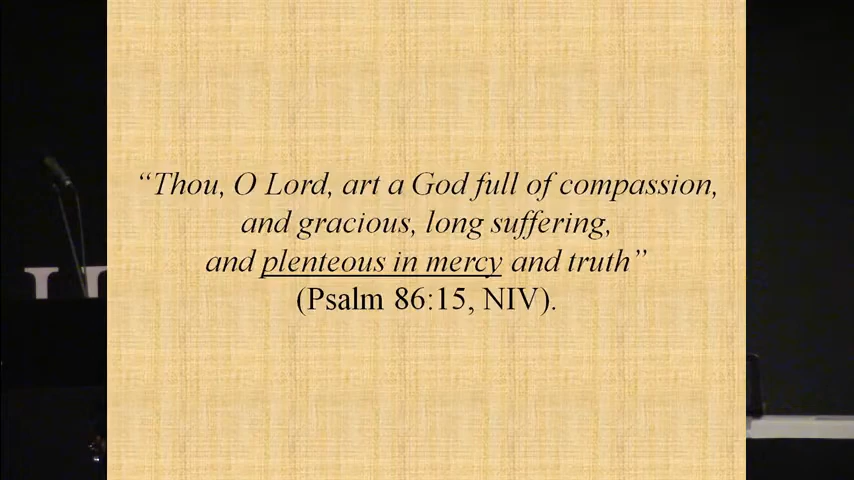 “Thou, O Lord, art a God full of compassion,
and gracious, long suffering,
and plenteous in mercy and truth”
(Psalm 86:15, NIV).